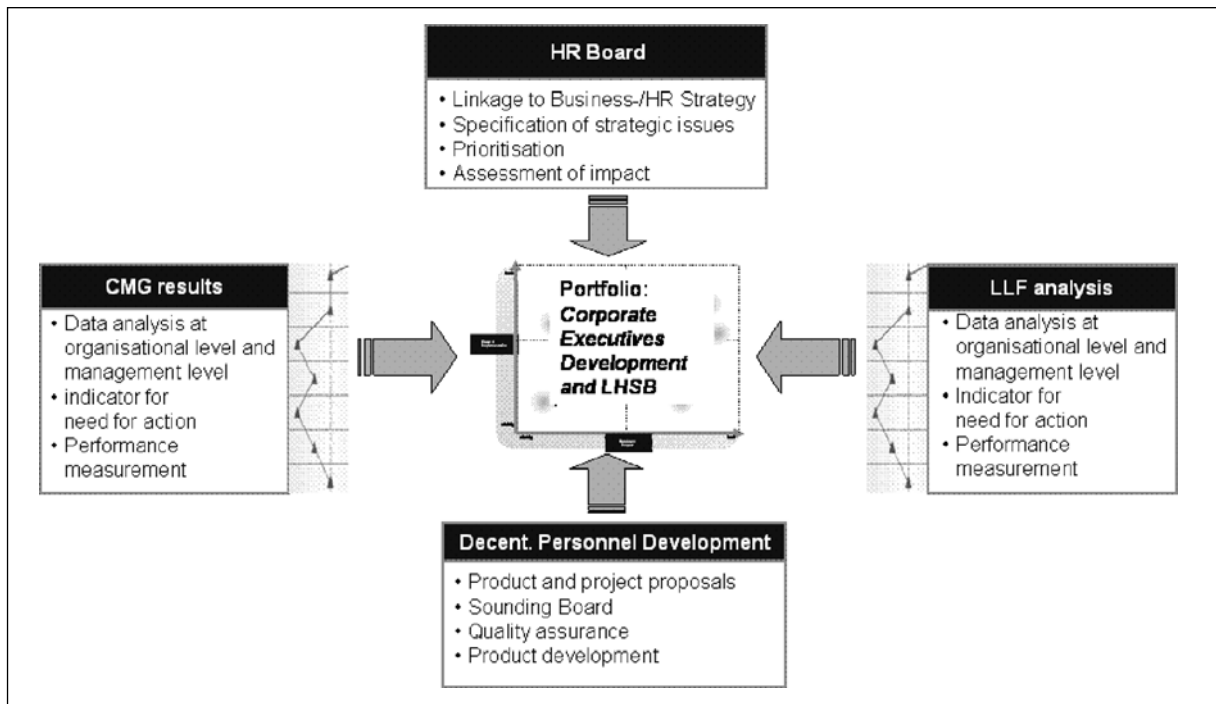 HR Board
• Linkage to Business-/HR Strategy
• Specification of strategic issues
• Prioritisation
• Assessment of impact
CMG results
• Data analysis at
organisational level and
management level
• indicator for
need for action
• Performance
measurement
Portfolio:
Corporate
Executives
Development
and LHSB
LLF analysis
• Data analysis at
organisational level and
management level
• Indicator for
need for action
• Performance
measurement
Decent. Personnel Development
• Product and project proposals
• Sounding Board
• Quality assurance
• Product development